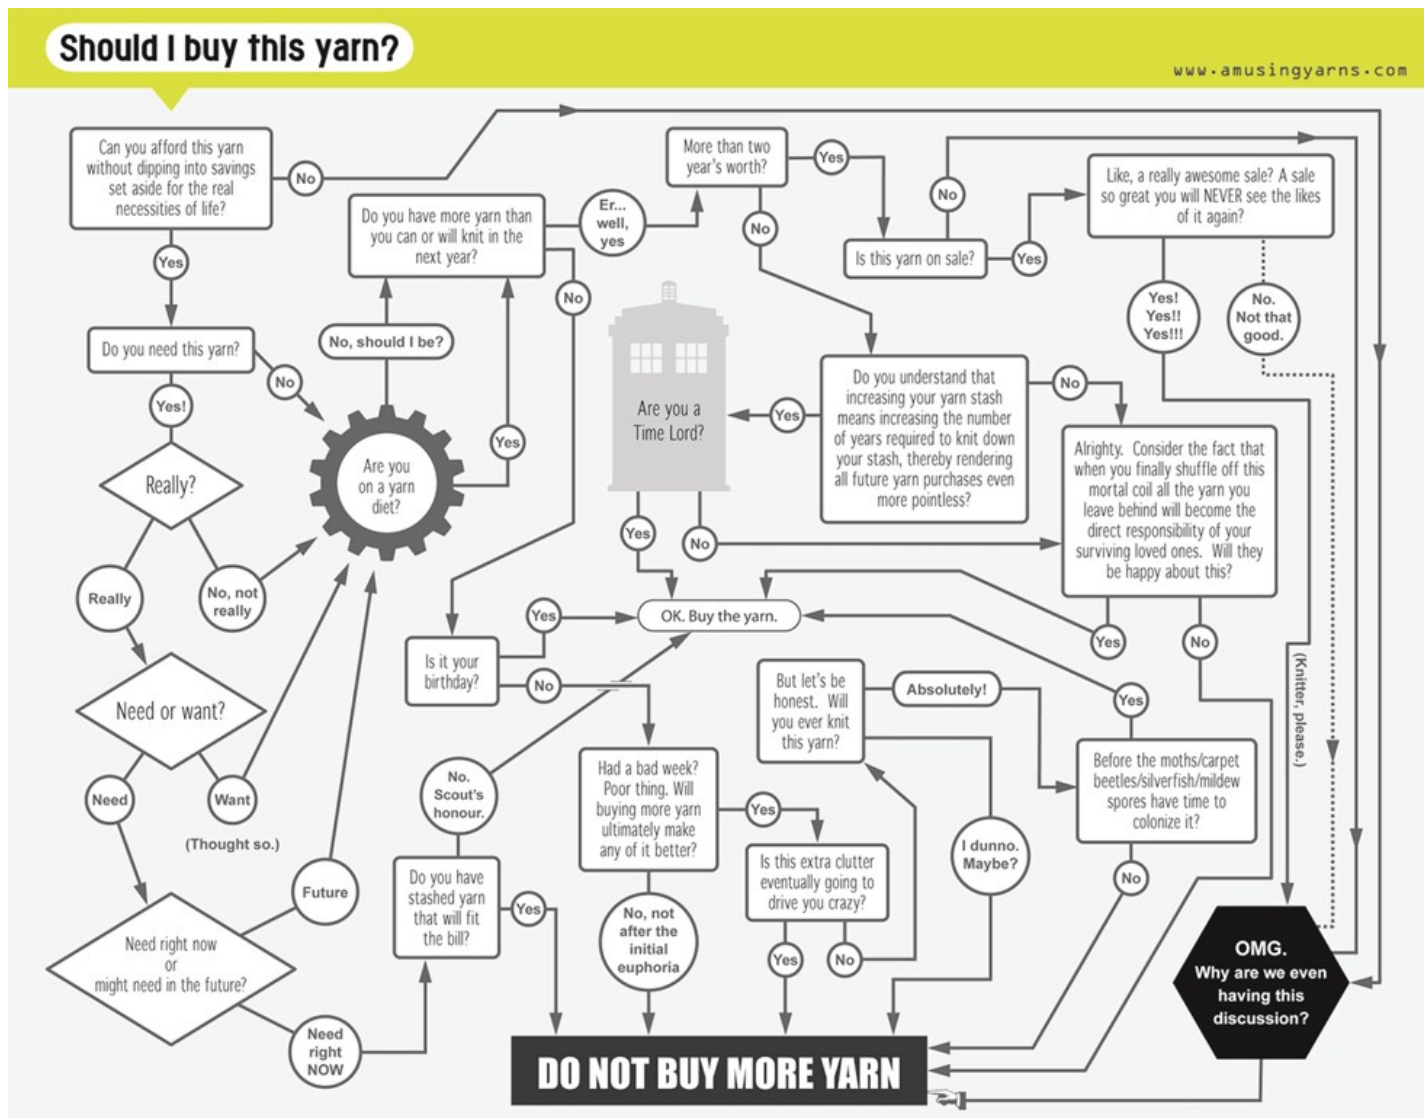 Should I buy this yarn?
www.amusingyarns.com
Can you afford this yarn
without dipping into savings
set aside for the real
necessities of life?
No
Yes
Do you need this yarn?
No
Yes!
Really?
Really
No, not
really
Need or want?
Need
Want
(Thought so.)
Need right now
or
might need in the future?
Future
Need
right
NOW
Are you
on a yarn
diet?
No, should I be?
Yes
Do you have more yarn than
you can or will knit in the
next year?
Er...
well,
yes
No
More than two
year's worth?
Yes
No
Is this yarn on sale?
No
Yes
Like, a really awesome sale? A sale
so great you will NEVER see the likes
of it again?
Yes!
Yes!!
Yes!!!
No.
Not that
good.
Do you understand that
increasing your yarn stash
means increasing the number
of years required to knit down
your stash, thereby rendering
all future yarn purchases even
more pointless?
Yes
No
Are you a
Time Lord?
Yes
No
Alrighty. Consider the fact that
when you finally shuffle off this
mortal coil all the yarn you
leave behind will become the
direct responsibility of your
surviving loved ones. Will they
be happy about this?
Yes
No
OK. Buy the yarn.
Is it your
birthday?
Yes
No
Do you have
stashed yarn
that will fit
the bill?
No.
Scout's
honour.
Yes
Had a bad week?
Poor thing. Will
buying more yarn
ultimately make
any of it better?
Yes
No, not
after the
initial
euphoria
Is this extra clutter
eventually going to
drive you crazy?
Yes
No
But let's be
honest. Will
you ever knit
this yarn?
Absolutely!
I dunno.
Maybe?
Before the moths/carpet
beetles/silverfish/mildew
spores have time to
colonize it?
Yes
No
(Knitter, please.)
OMG.
Why are we even
having this
discussion?
DO NOT BUY MORE YARN